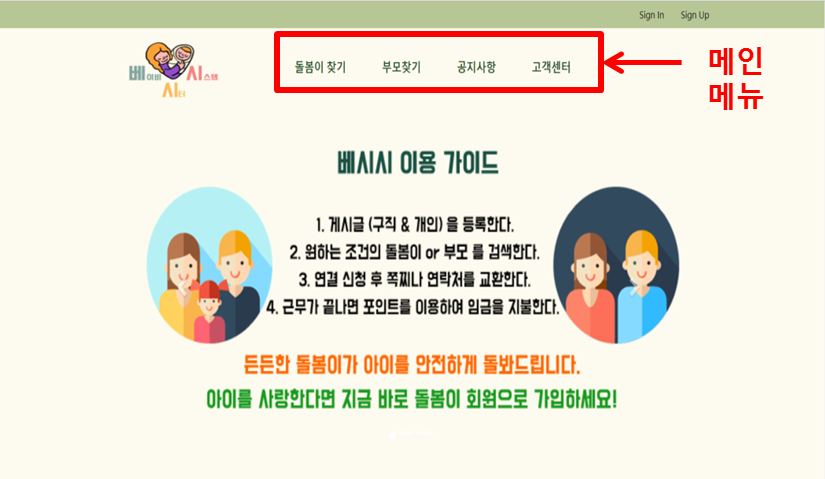 Sign In Sign Up
베이비 시스템
시터
돌봄이 찾기 부모찾기 공지사항 고객센터
메인
메뉴
베시시 이용 가이드
1. 게시글 (구직 & 개인) 을 등록한다.
2. 원하는 조건의 돌봄이 or 부모 를 검색한다.
3. 연결 신청 후 쪽찌나 연락처를 교환한다.
4. 근무가 끝나면 포인트를 이용하여 임금을 지불한다.
든든한 돌봄이가 아이를 안전하게 돌봐드립니다.
아이를 사랑한다면 지금 바로 돌봄이 회원으로 가입하세요!